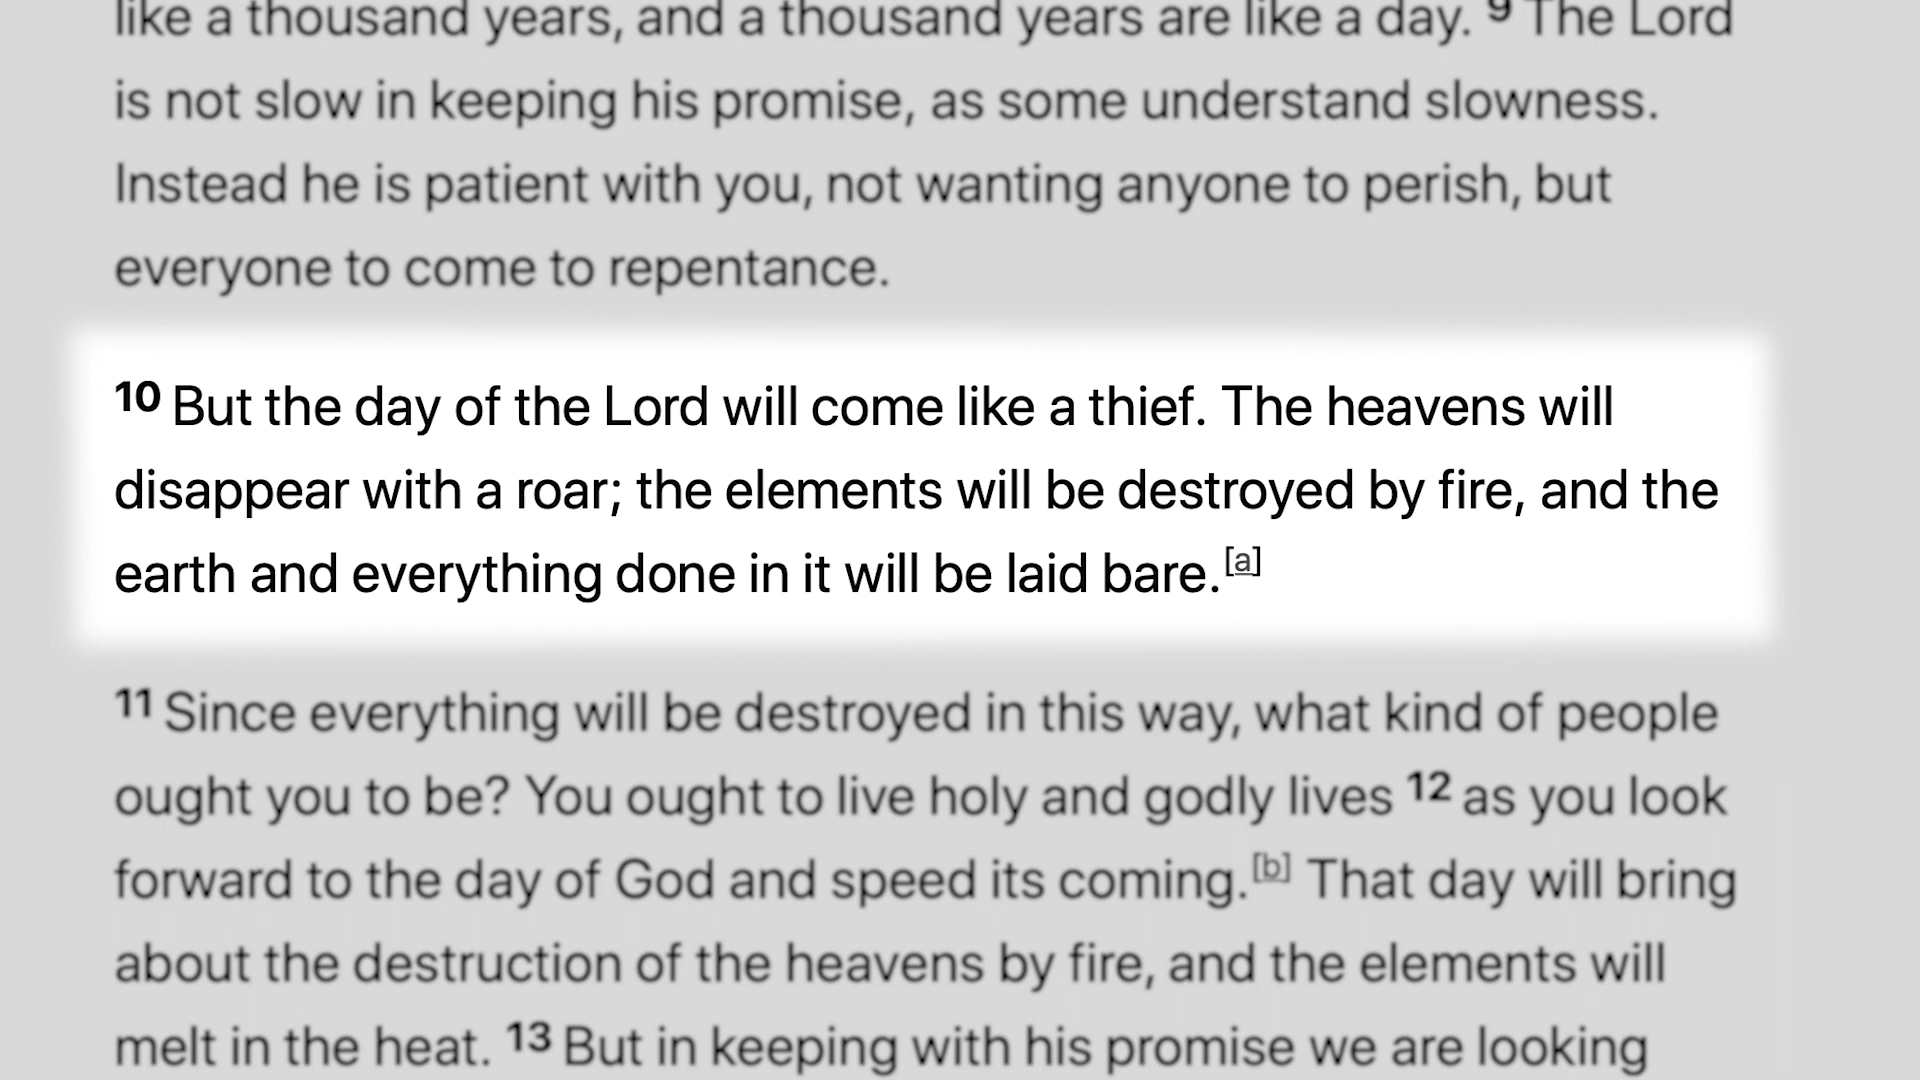 like a thousand years, and a thousand years are like a day. 9 The Lord
is not slow in keeping his promise, as some understand slowness.
Instead he is patient with you, not wanting anyone to perish, but
everyone to come to repentance.
10 But the day of the Lord will come like a thief. The heavens will
disappear with a roar; the elements will be destroyed by fire, and the
earth and everything done in it will be laid bare.[a]
11 Since everything will be destroyed in this way, what kind of people
ought you to be? You ought to live holy and godly lives 12 as you look
forward to the day of God and speed its coming.[b] That day will bring
about the destruction of the heavens by fire, and the elements will
melt in the heat. 13 But in keeping with his promise we are looking